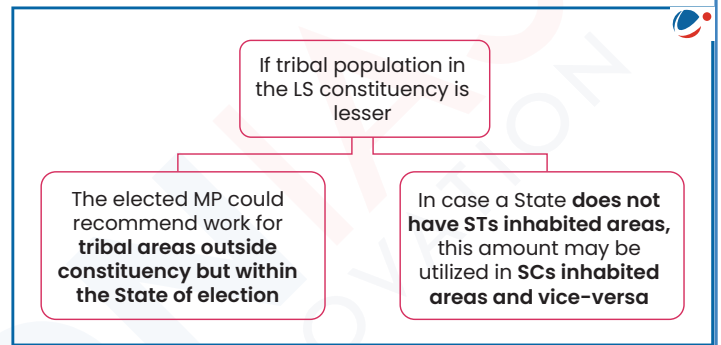 If tribal population in
the LS constituency is
lesser
The elected MP could
recommend work for
tribal areas outside
constituency but within
the State of election
In case a State does not
have STs inhabited areas,
this amount may be
utilized in SCs inhabited
areas and vice-versa